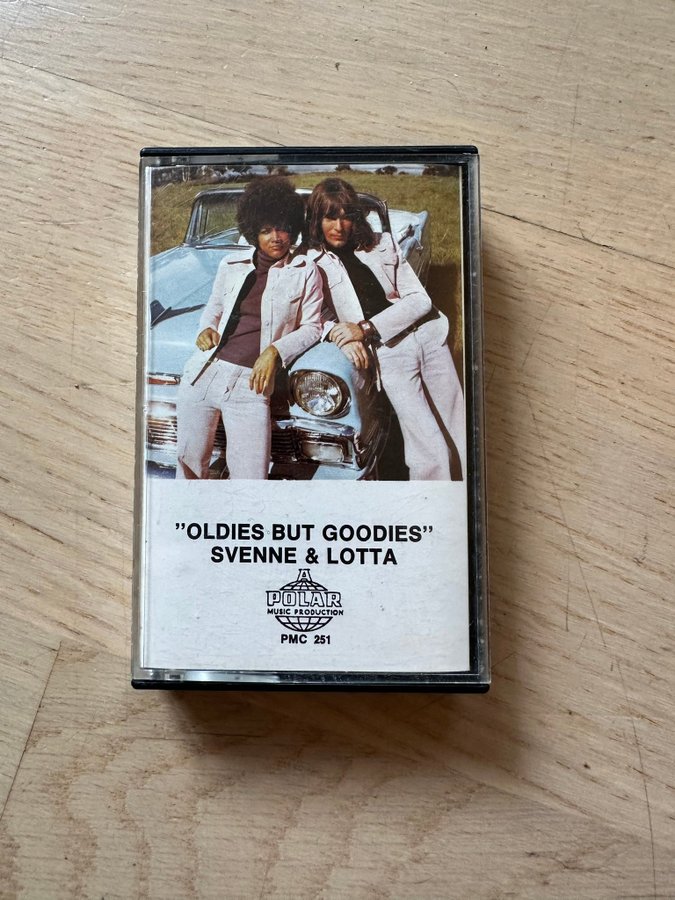 ”OLDIES BUT GOODIES”
SVENNE & LOTTA
A
POLAR
MUSIC PRODUCTION
PMC 251